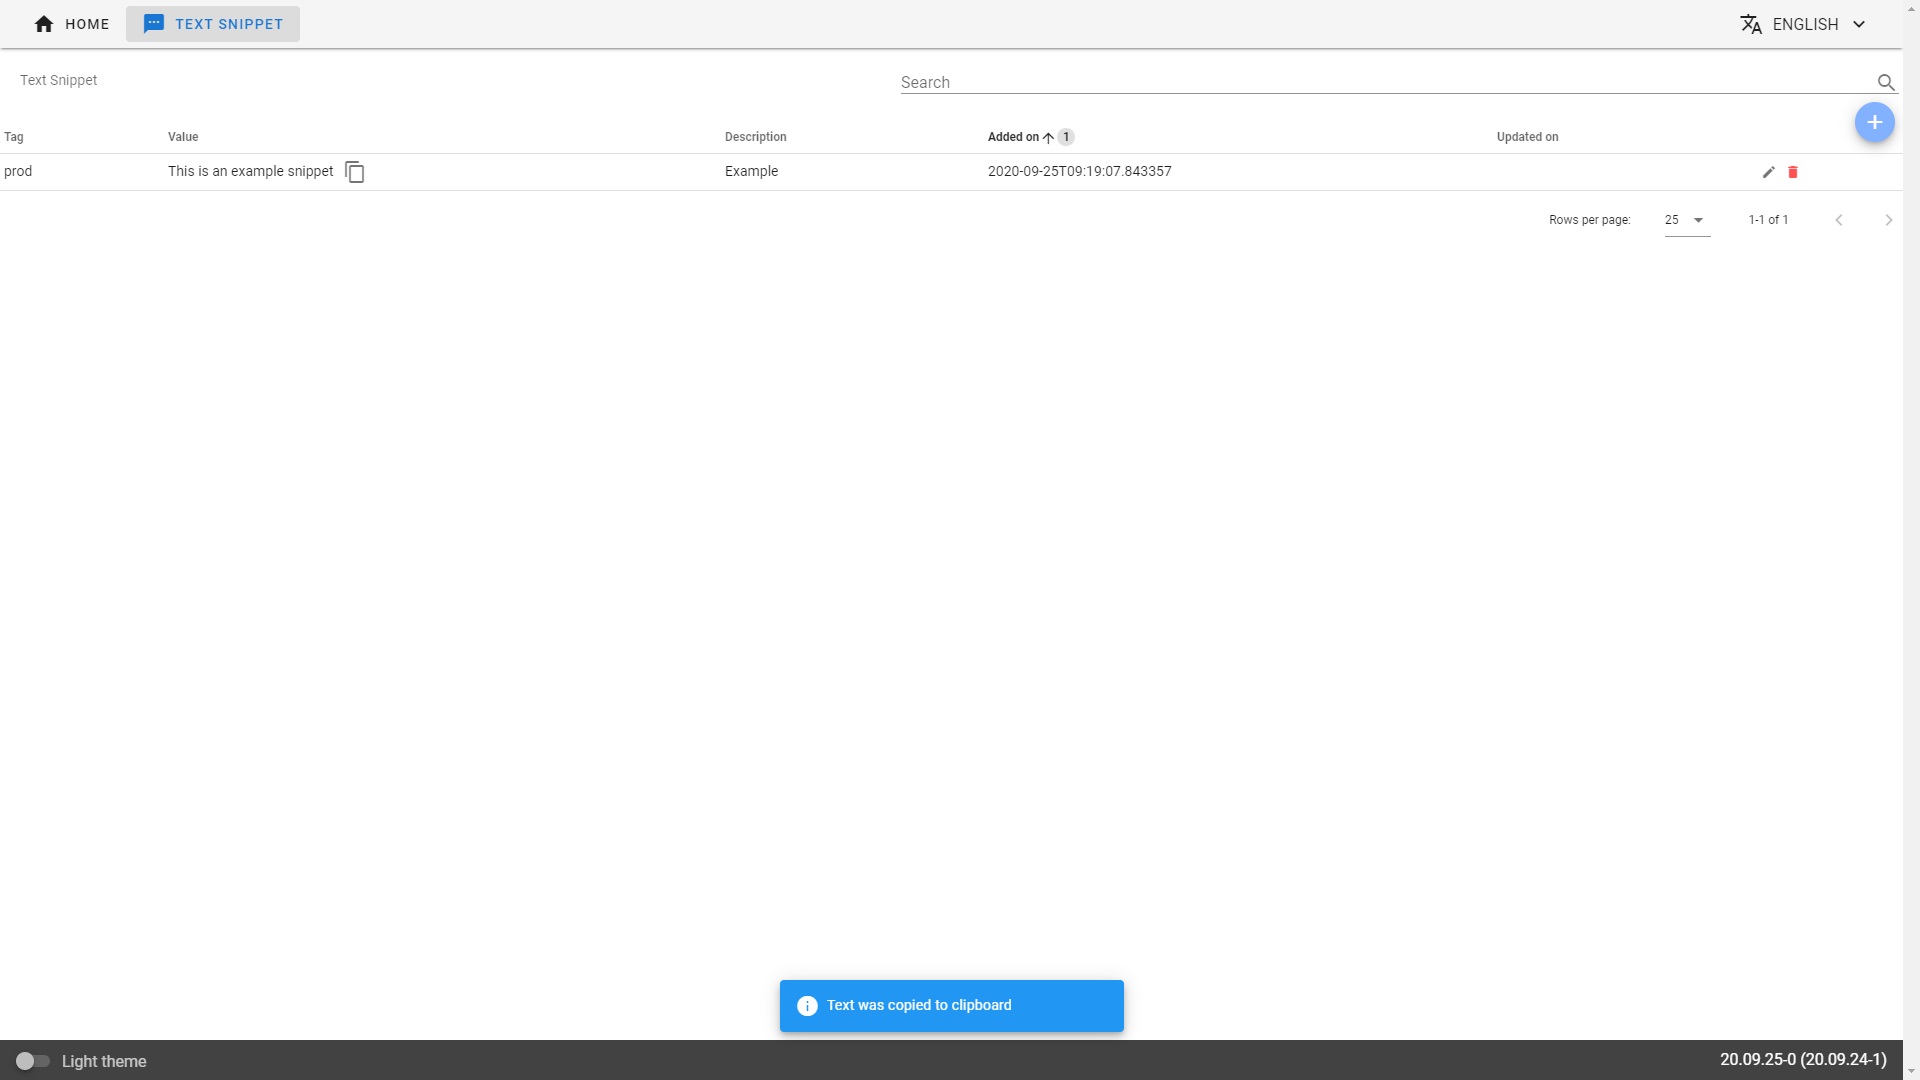 HOME TEXT SNIPPET ENGLISH
Text Snippet
Search
Tag Value Description Added on 1 Updated on
prod This is an example snippet Example 2020-09-25T09:19:07.843357
Rows per page: 25 1-1 of 1
Text was copied to clipboard
Light theme 20.09.25-0 (20.09.24-1)